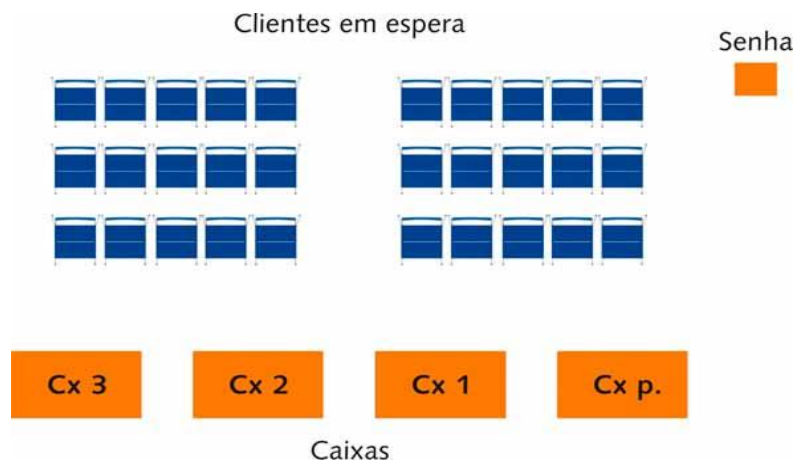 Clientes em espera
Senha
Cx 3
Cx 2
Cx 1
Cx p.
Caixas